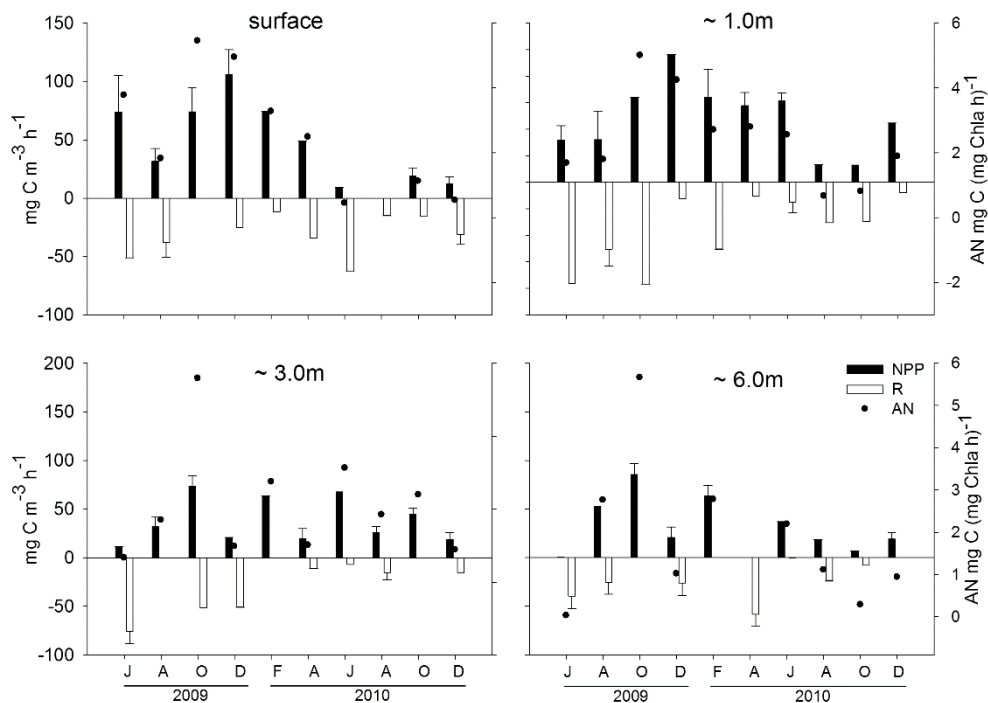 surface
150
100
50
0
-50
-100
mg C m⁻³ h⁻¹
~ 1.0m
6
4
2
0
-2
AN mg C (mg Chla h)⁻¹
~ 3.0m
200
150
100
50
0
-50
-100
mg C m⁻³ h⁻¹
J A O D F A J A O D
2009 2010
~ 6.0m
NPP
R
AN
6
5
4
3
2
1
0
AN mg C (mg Chla h)⁻¹
J A O D F A J A O D
2009 2010